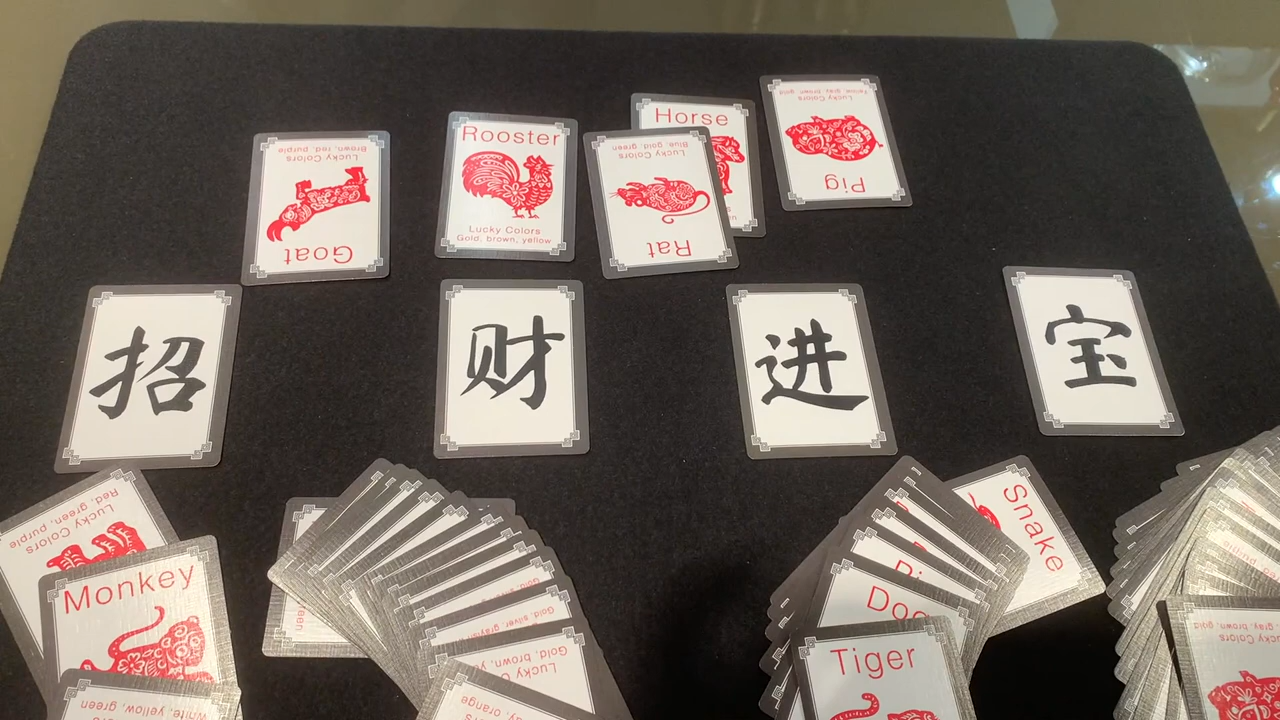 Lucky Colors
Brown, red, purple
Goat
Rooster
Lucky Colors
Gold, brown, yellow
Lucky Colors
Blue, gold, green
Rat
Horse
Lucky Colors
Yellow, gray, brown, gold
Pig
招
财
进
宝
Lucky Colors
Red, green, purple
Monkey
white, yellow, green
Gold, silver
Gold, brown,
Lucky
orange
Snake
Dog
Tiger
gray, brown, gold
Lucky Colors